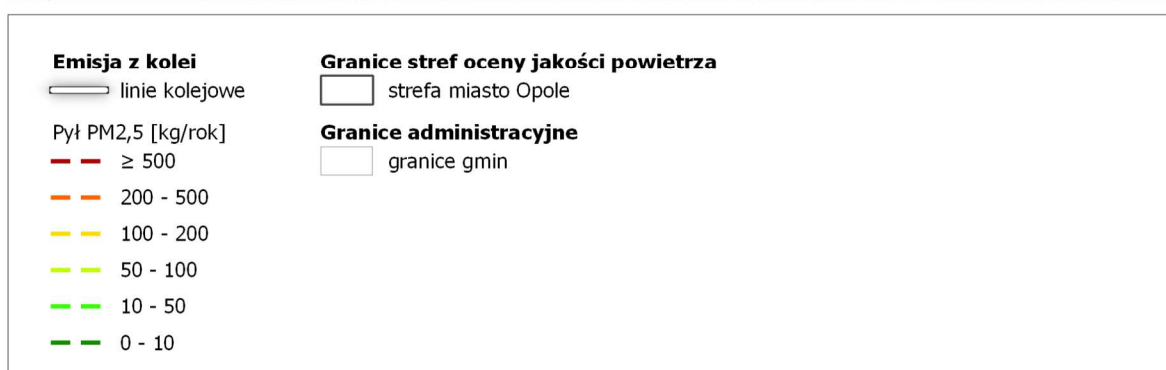 Emisja z kolei
linie kolejowe
Pył PM2,5 [kg/rok]
≥ 500
200 - 500
100 - 200
50 - 100
10 - 50
0 - 10
Granice stref oceny jakości powietrza
strefa miasto Opole
Granice administracyjne
granice gmin